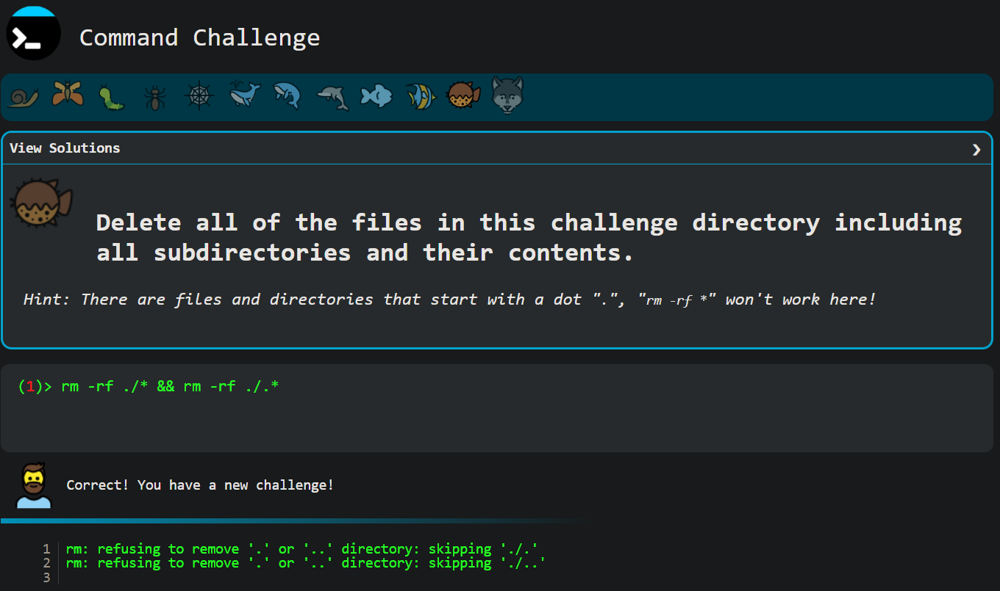 Command Challenge
View Solutions
Delete all of the files in this challenge directory including
all subdirectories and their contents.
Hint: There are files and directories that start with a dot ".", "rm -rf *" won't work here!
(1)> rm -rf ./* && rm -rf ./.*
Correct! You have a new challenge!
1 rm: refusing to remove '.' or '..' directory: skipping './.'
2 rm: refusing to remove '.' or '..' directory: skipping './..'
3